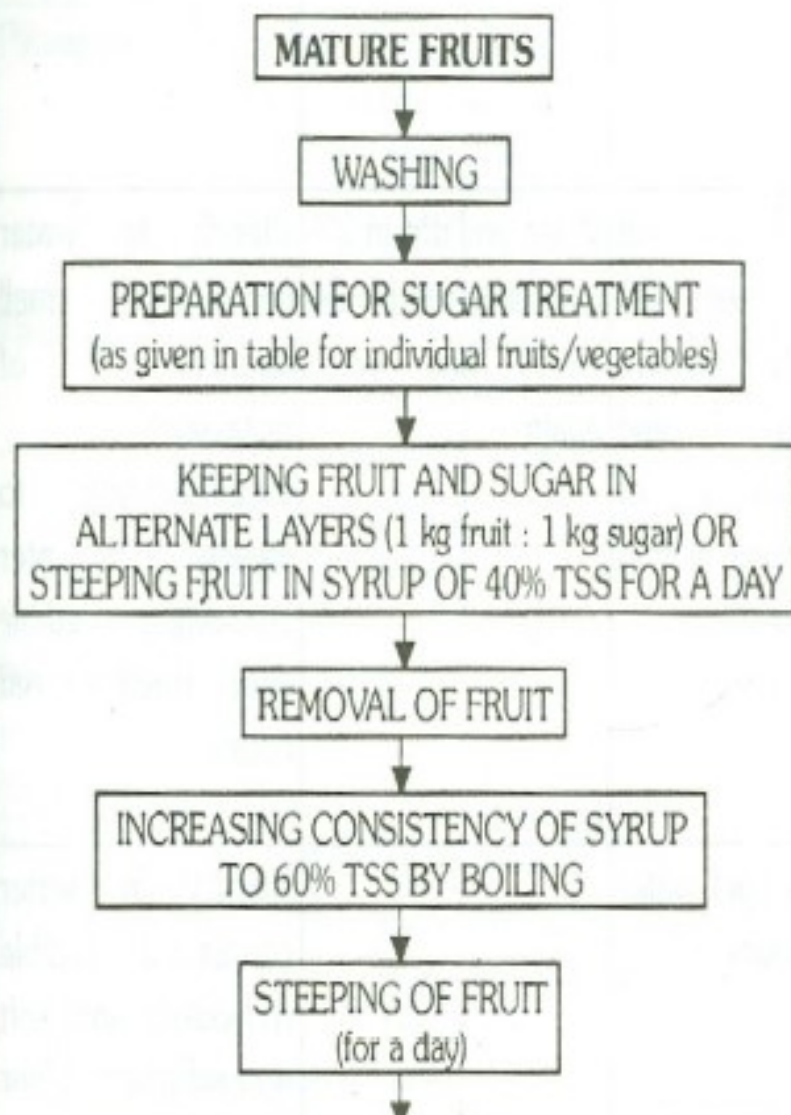 MATURE FRUITS
WASHING
PREPARATION FOR SUGAR TREATMENT
(as given in table for individual fruits/vegetables)
KEEPING FRUIT AND SUGAR IN
ALTERNATE LAYERS (1 kg fruit : 1 kg sugar) OR
STEEPING FRUIT IN SYRUP OF 40% TSS FOR A DAY
REMOVAL OF FRUIT
INCREASING CONSISTENCY OF SYRUP
TO 60% TSS BY BOILING
STEEPING OF FRUIT
(for a day)